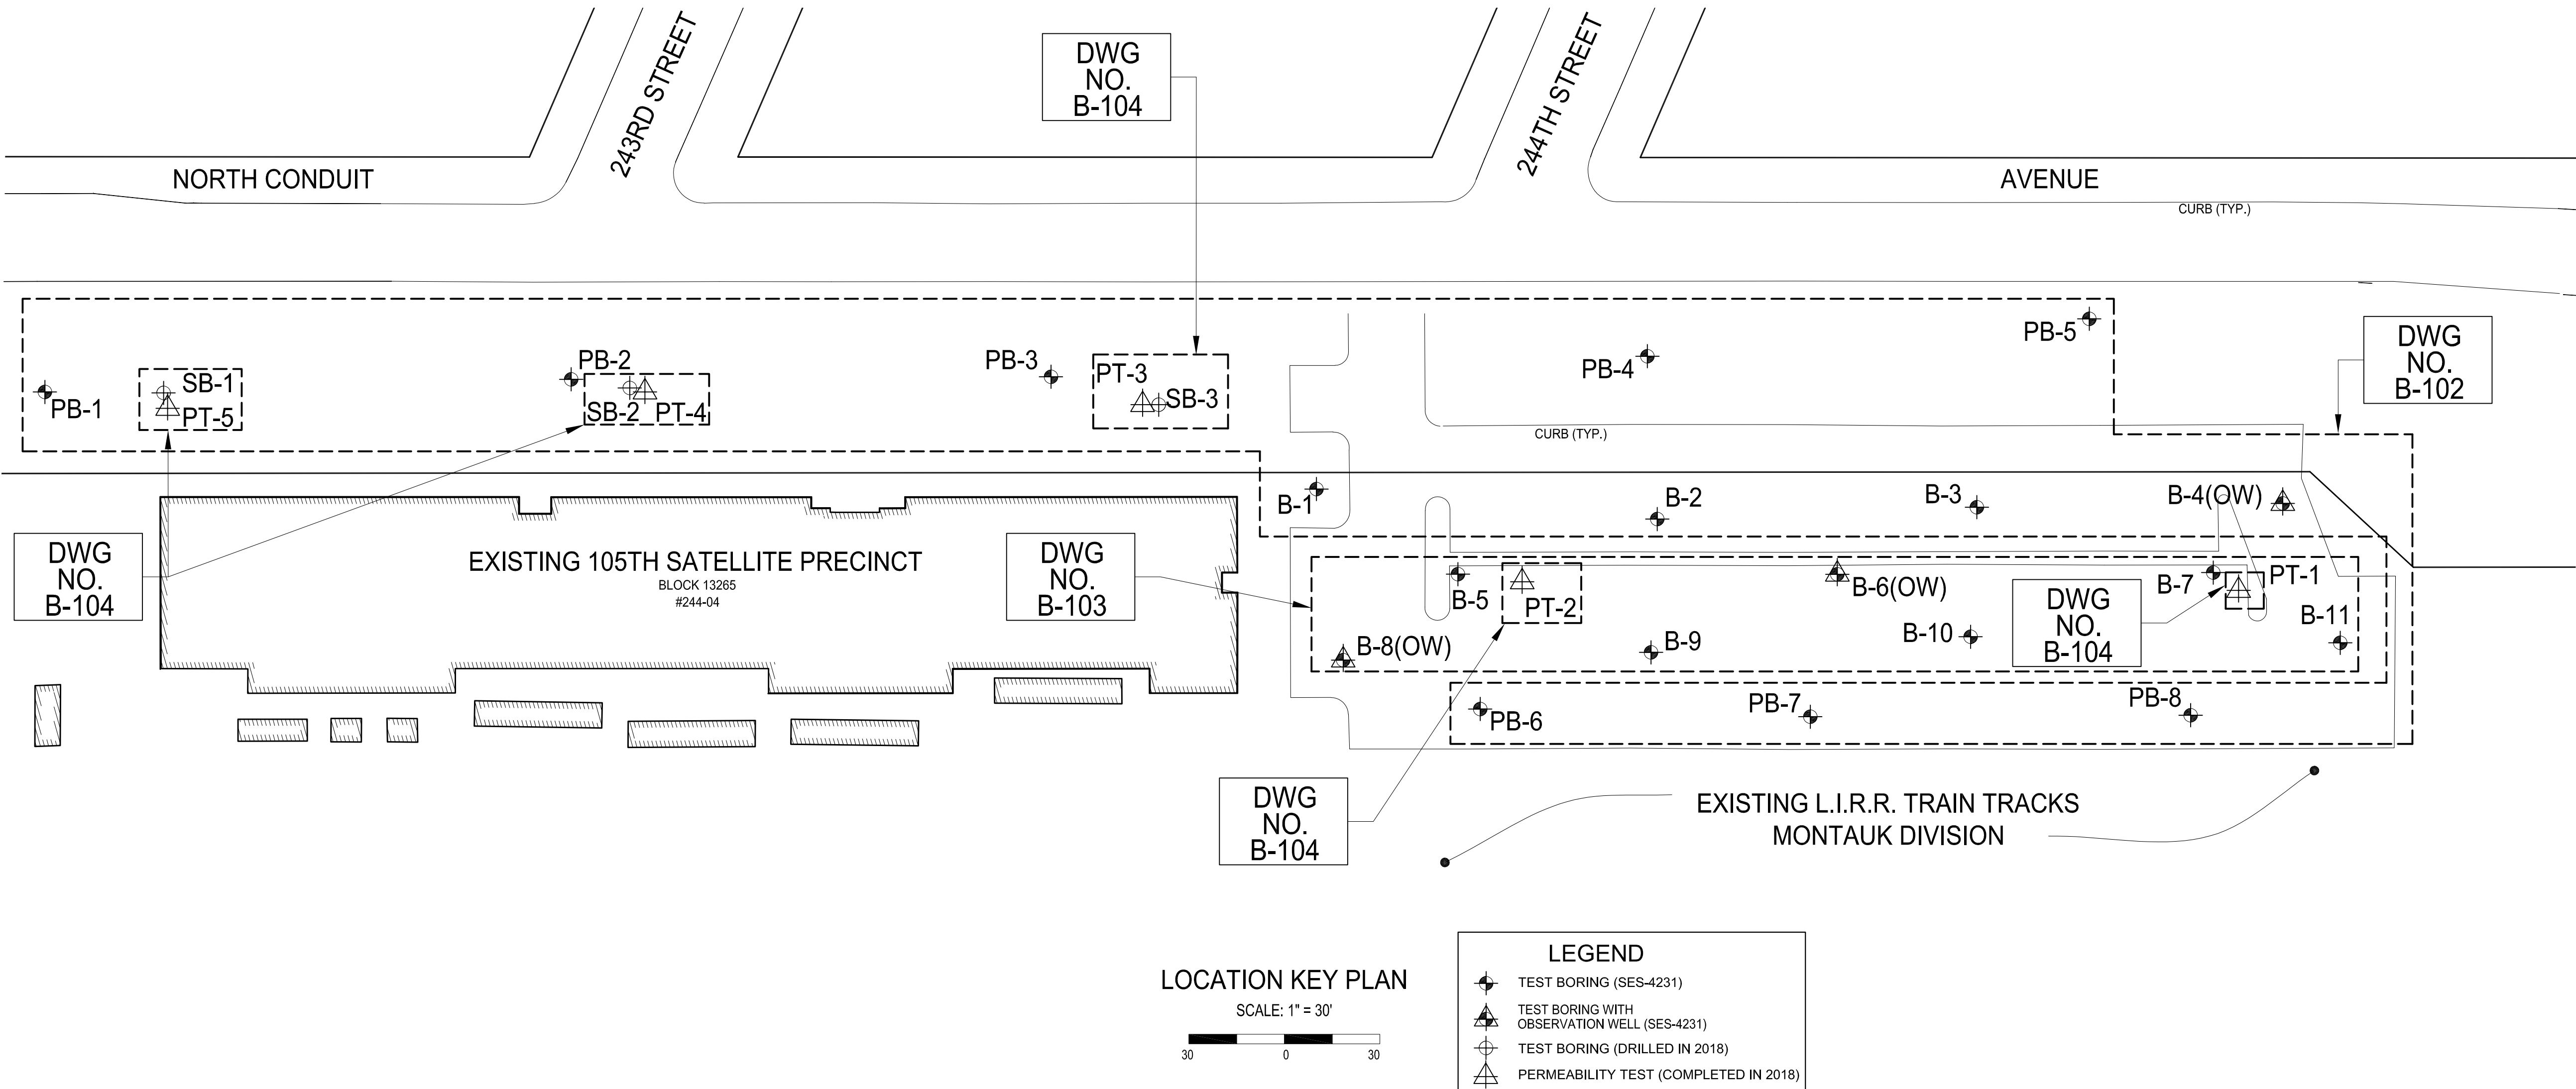 243RD STREET
244TH STREET
DWG
NO.
B-104
NORTH CONDUIT
AVENUE
CURB (TYP.)
PB-5
DWG
NO.
B-102
PB-1
SB-1
PT-5
PB-2
SB-2
PT-4
PB-3
PT-3
SB-3
PB-4
CURB (TYP.)
B-1
B-2
B-3
B-4(OW)
DWG
NO.
B-104
EXISTING 105TH SATELLITE PRECINCT
BLOCK 13265
#244-04
DWG
NO.
B-103
B-5
PT-2
B-6(OW)
B-7
PT-1
DWG
NO.
B-104
B-11
B-8(OW)
B-9
B-10
PB-6
PB-7
PB-8
DWG
NO.
B-104
EXISTING L.I.R.R. TRAIN TRACKS
MONTAUK DIVISION
LOCATION KEY PLAN
SCALE: 1" = 30'
30 0 30
LEGEND
TEST BORING (SES-4231)
TEST BORING WITH
OBSERVATION WELL (SES-4231)
TEST BORING (DRILLED IN 2018)
PERMEABILITY TEST (COMPLETED IN 2018)